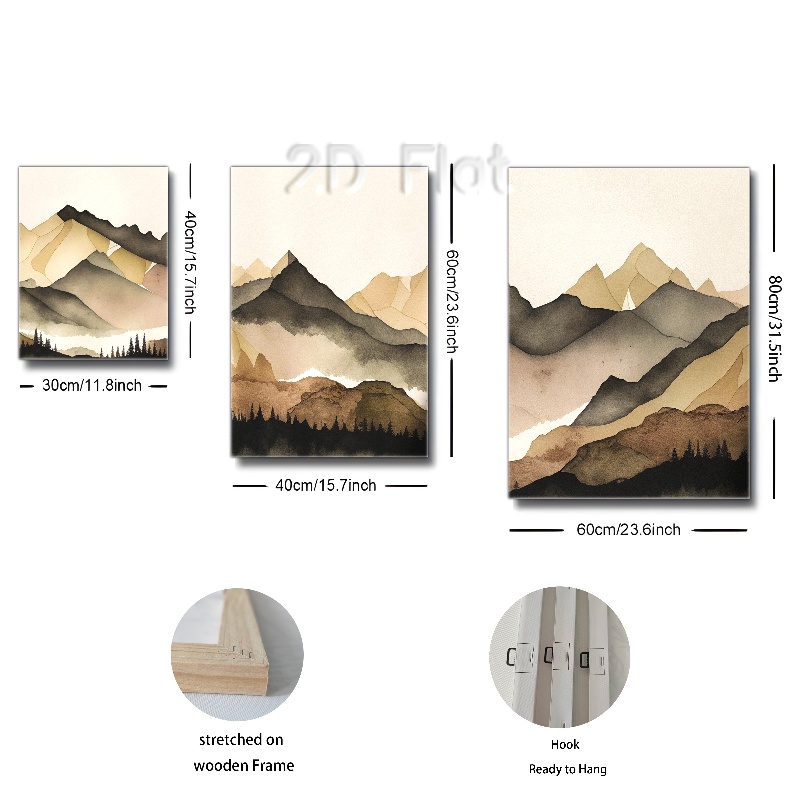 2D Flat
40cm/15.7inch
30cm/11.8inch
60cm/23.6inch
40cm/15.7inch
80cm/31.5inch
60cm/23.6inch
stretched on
wooden Frame
Hook
Ready to Hang